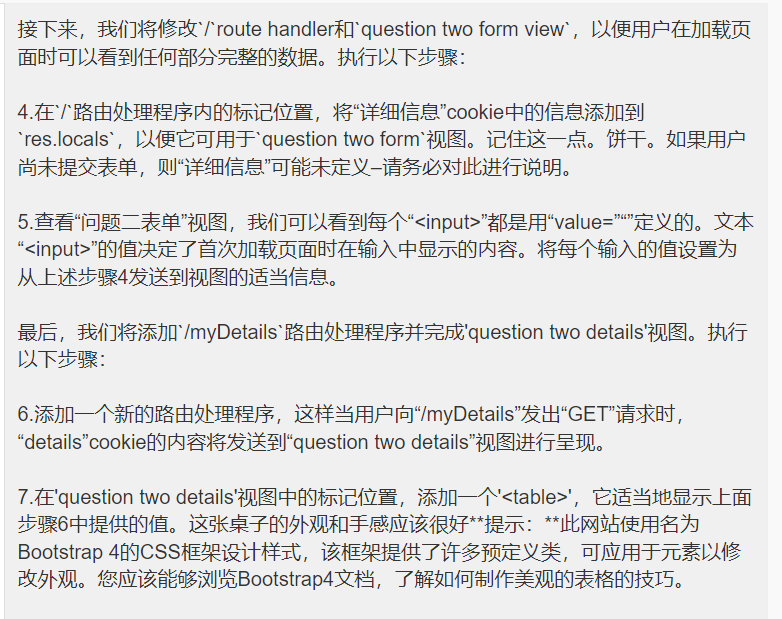 接下来，我们将修改`/`route handler和`question two form view`，以便用户在加载页
面时可以看到任何部分完整的数据。执行以下步骤：
4.在`/`路由处理程序内的标记位置，将“详细信息”cookie中的信息添加到
`res.locals`，以便它可用于`question two form`视图。记住这一点。饼干。如果用户
尚未提交表单，则“详细信息”可能未定义–请务必对此进行说明。
5.查看“问题二表单”视图，我们可以看到每个“<input>”都是用“value=”“”定义的。文本
“<input>”的值决定了首次加载页面时在输入中显示的内容。将每个输入的值设置为
从上述步骤4发送到视图的适当信息。
最后，我们将添加`/myDetails`路由处理程序并完成'question two details'视图。执行
以下步骤：
6.添加一个新的路由处理程序，这样当用户向“/myDetails”发出“GET”请求时，
“details”cookie的内容将发送到“question two details”视图进行呈现。
7.在'question two details'视图中的标记位置，添加一个'<table>'，它适当地显示上面
步骤6中提供的值。这张桌子的外观和手感应该很好**提示：**此网站使用名为
Bootstrap 4的CSS框架设计样式，该框架提供了许多预定义类，可应用于元素以修
改外观。您应该能够浏览Bootstrap4文档，了解如何制作美观的表格的技巧。